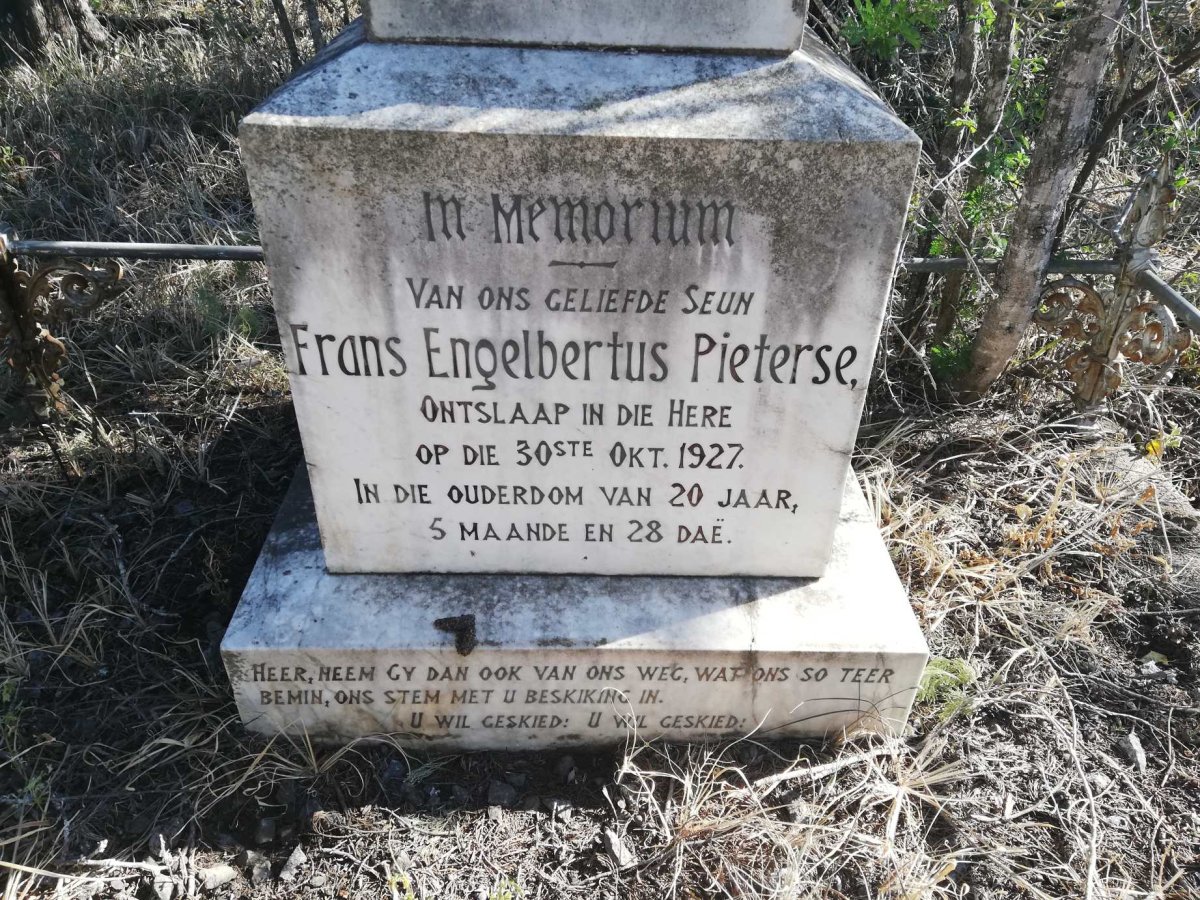 In Memorium
Van ons geliefde Seun
Frans Engelbertus Pieterse,
Ontslaap in die Here
op die 30ste Okt. 1927.
In die ouderdom van 20 jaar,
5 maande en 28 daë.
Heer, neem Gy dan ook van ons weg, wat ons so teer
bemin, ons stem met u beskiking in.
U wil geskied: U wil geskied: